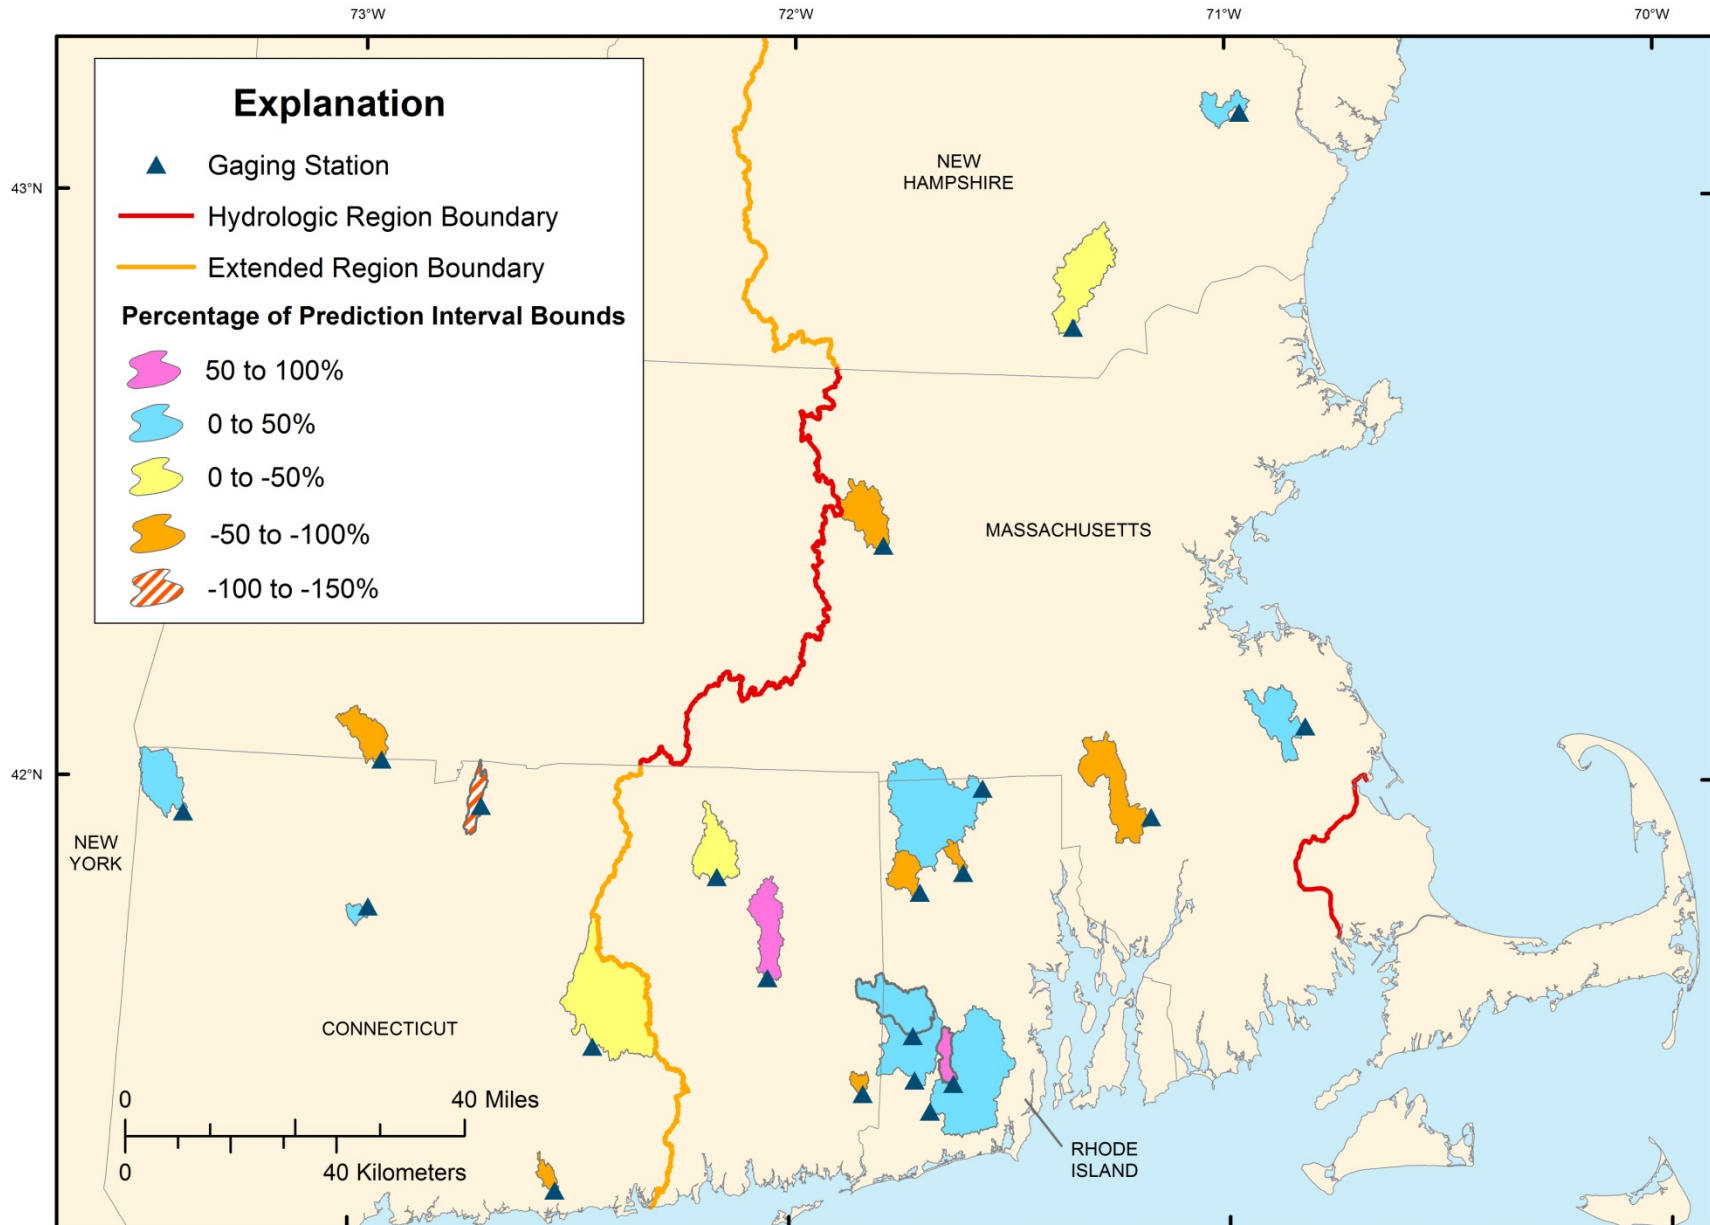 73°W
72°W
71°W
70°W
43°N
42°N
Explanation
Gaging Station
Hydrologic Region Boundary
Extended Region Boundary
Percentage of Prediction Interval Bounds
50 to 100%
0 to 50%
0 to -50%
-50 to -100%
-100 to -150%
NEW
HAMPSHIRE
MASSACHUSETTS
NEW
YORK
CONNECTICUT
RHODE
ISLAND
0 40 Miles
0 40 Kilometers